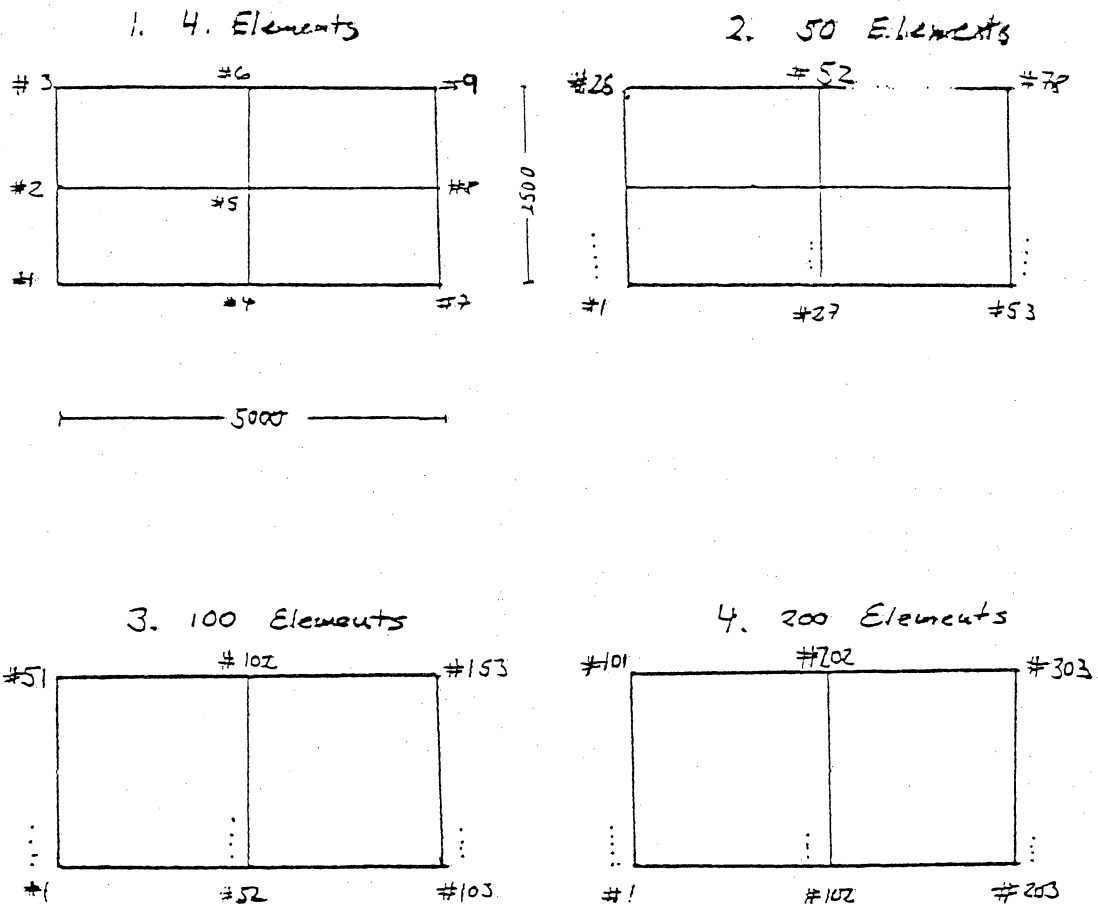 1. 4. Elements
2. 50 Elements
#3 #6 #9
#26 #52 #78
#2 #5 #8
2500
#1 #4 #7
#1 #27 #53
5000
3. 100 Elements
4. 200 Elements
#51 #102 #153
#101 #202 #303
#1 #52 #103
#1 #102 #203